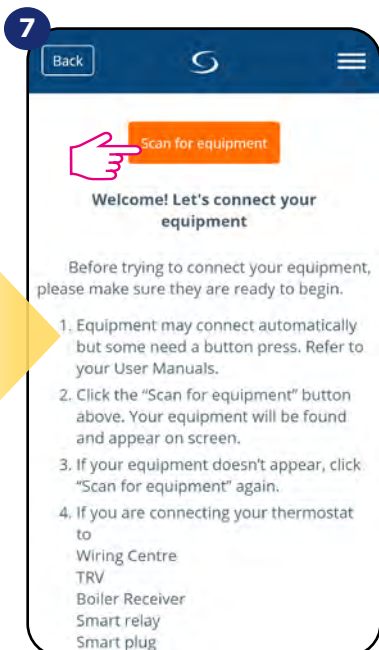 7
Back
Scan for equipment
Welcome! Let's connect your
equipment
Before trying to connect your equipment,
please make sure they are ready to begin.
1. Equipment may connect automatically
but some need a button press. Refer to
your User Manuals.
2. Click the “Scan for equipment” button
above. Your equipment will be found
and appear on screen.
3. If your equipment doesn't appear, click
“Scan for equipment” again.
4. If you are connecting your thermostat
to
Wiring Centre
TRV
Boiler Receiver
Smart relay
Smart plug